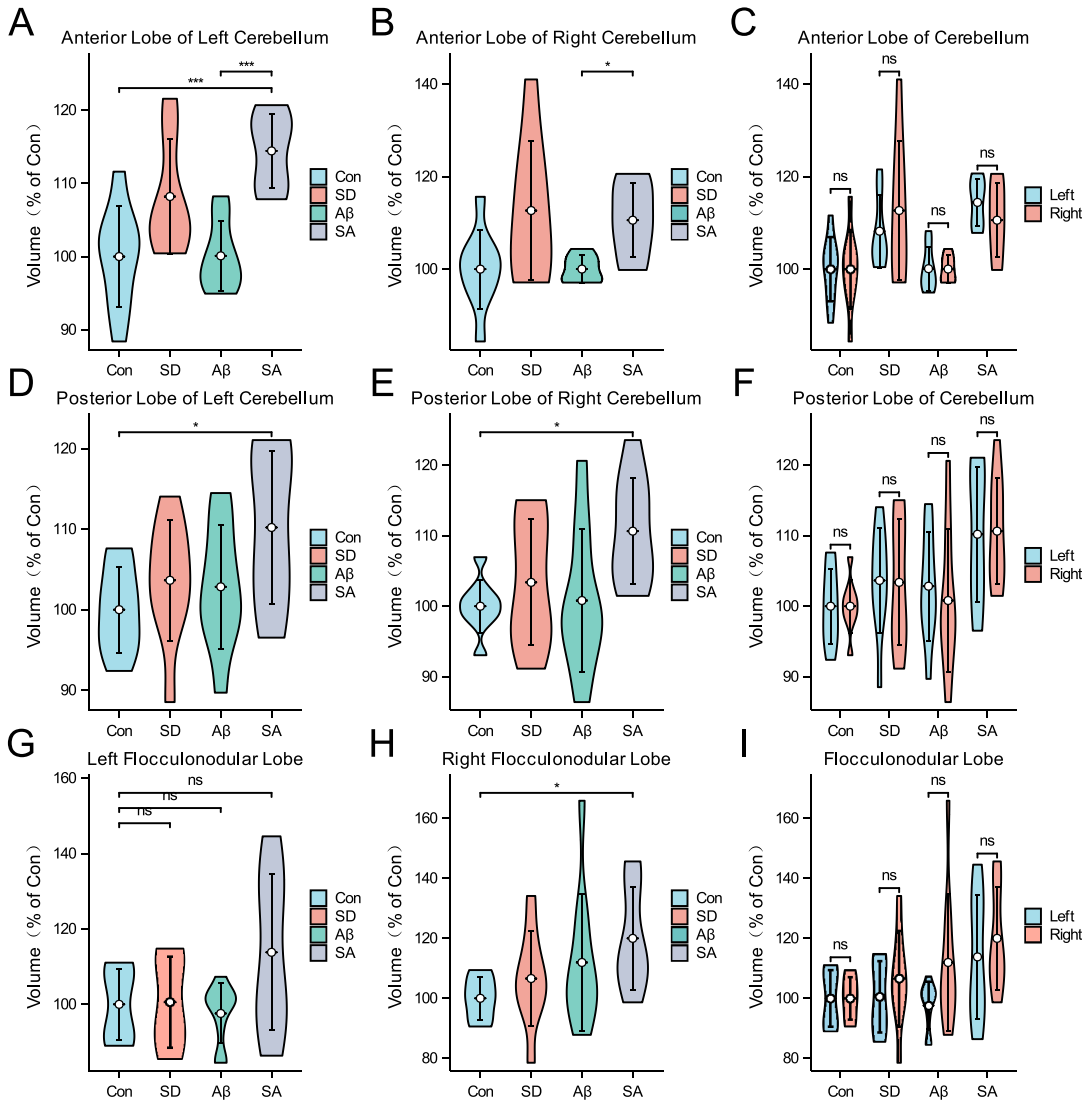 A
Anterior Lobe of Left Cerebellum
Volume（% of Con）
120
110
100
90
***
***
Con
SD
Aβ
SA
Con
SD
Aβ
SA
B
Anterior Lobe of Right Cerebellum
Volume（% of Con）
140
120
100
*
Con
SD
Aβ
SA
Con
SD
Aβ
SA
C
Anterior Lobe of Cerebellum
Volume（% of Con）
140
120
100
ns
ns
ns
ns
Con
SD
Aβ
SA
Left
Right
D
Posterior Lobe of Left Cerebellum
Volume（% of Con）
120
110
100
90
*
Con
SD
Aβ
SA
Con
SD
Aβ
SA
E
Posterior Lobe of Right Cerebellum
Volume（% of Con）
120
110
100
90
*
Con
SD
Aβ
SA
Con
SD
Aβ
SA
F
Posterior Lobe of Cerebellum
Volume（% of Con）
120
110
100
90
ns
ns
ns
ns
Con
SD
Aβ
SA
Left
Right
G
Left Flocculonodular Lobe
Volume（% of Con）
160
140
120
100
ns
ns
ns
Con
SD
Aβ
SA
Con
SD
Aβ
SA
H
Right Flocculonodular Lobe
Volume（% of Con）
160
140
120
100
80
*
Con
SD
Aβ
SA
Con
SD
Aβ
SA
I
Flocculonodular Lobe
Volume（% of Con）
160
140
120
100
80
ns
ns
ns
ns
Con
SD
Aβ
SA
Left
Right